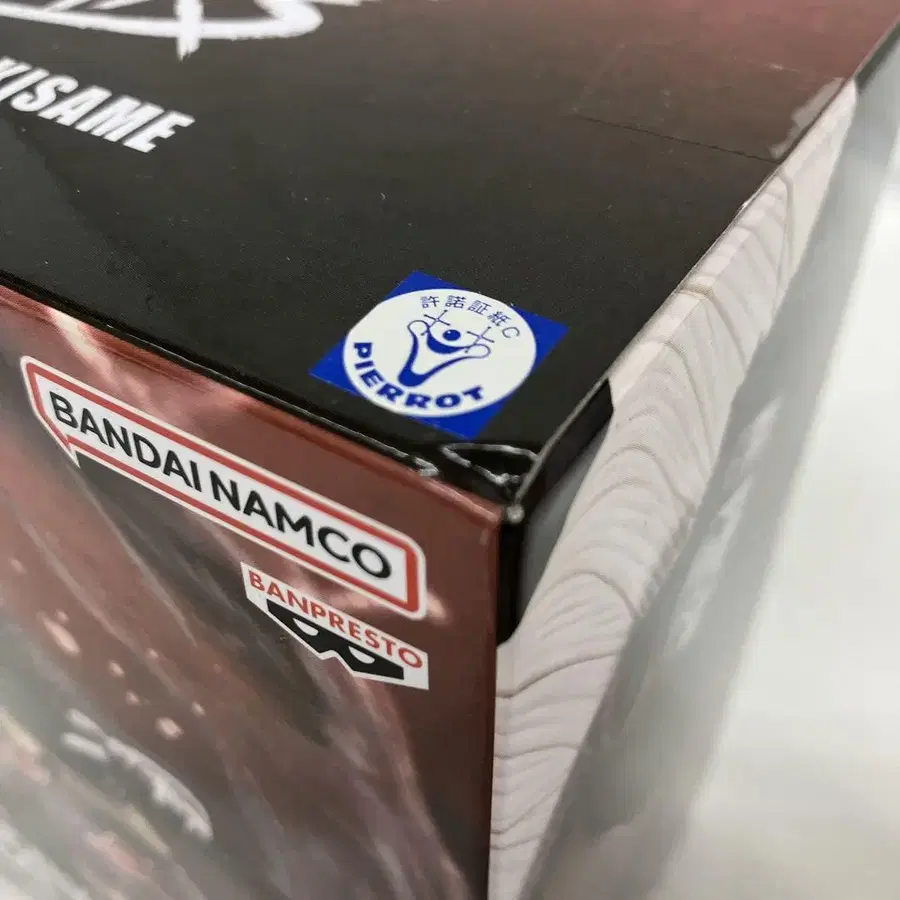 KISAME
許諾証紙C
PIERROT
BANDAI NAMCO
BANPRESTO